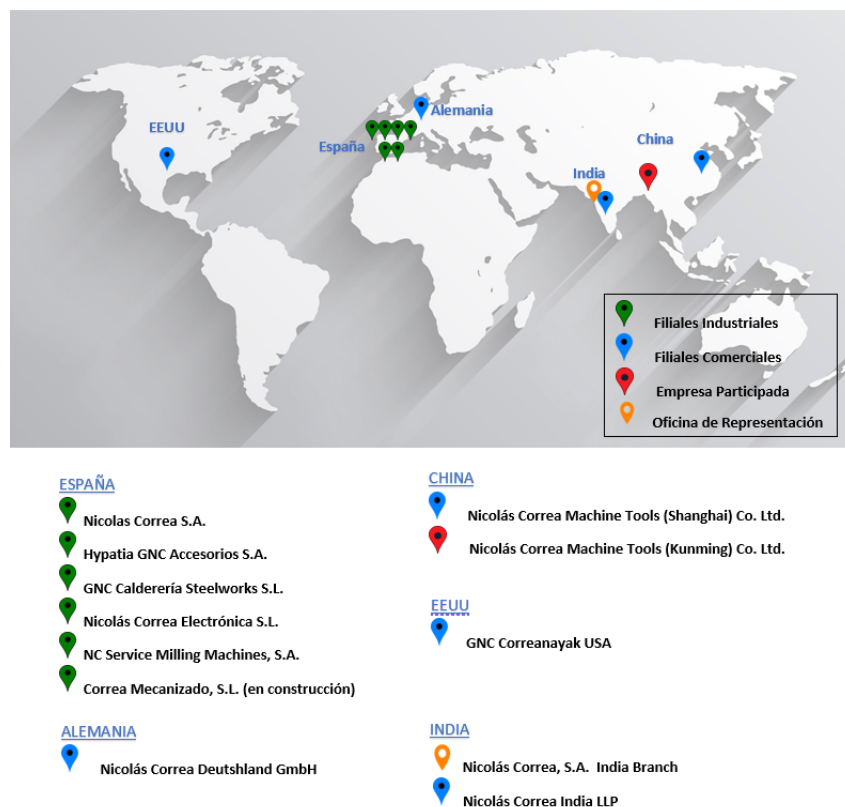 EEUU
Alemania
España
China
India
Filiales Industriales
Filiales Comerciales
Empresa Participada
Oficina de Representación
ESPAÑA
Nicolas Correa S.A.
Hypatia GNC Accesorios S.A.
GNC Calderería Steelworks S.L.
Nicolás Correa Electrónica S.L.
NC Service Milling Machines, S.A.
Correa Mecanizado, S.L. (en construcción)
ALEMANIA
Nicolás Correa Deutshland GmbH
CHINA
Nicolás Correa Machine Tools (Shanghai) Co. Ltd.
Nicolás Correa Machine Tools (Kunming) Co. Ltd.
EEUU
GNC Correanayak USA
INDIA
Nicolás Correa, S.A. India Branch
Nicolás Correa India LLP